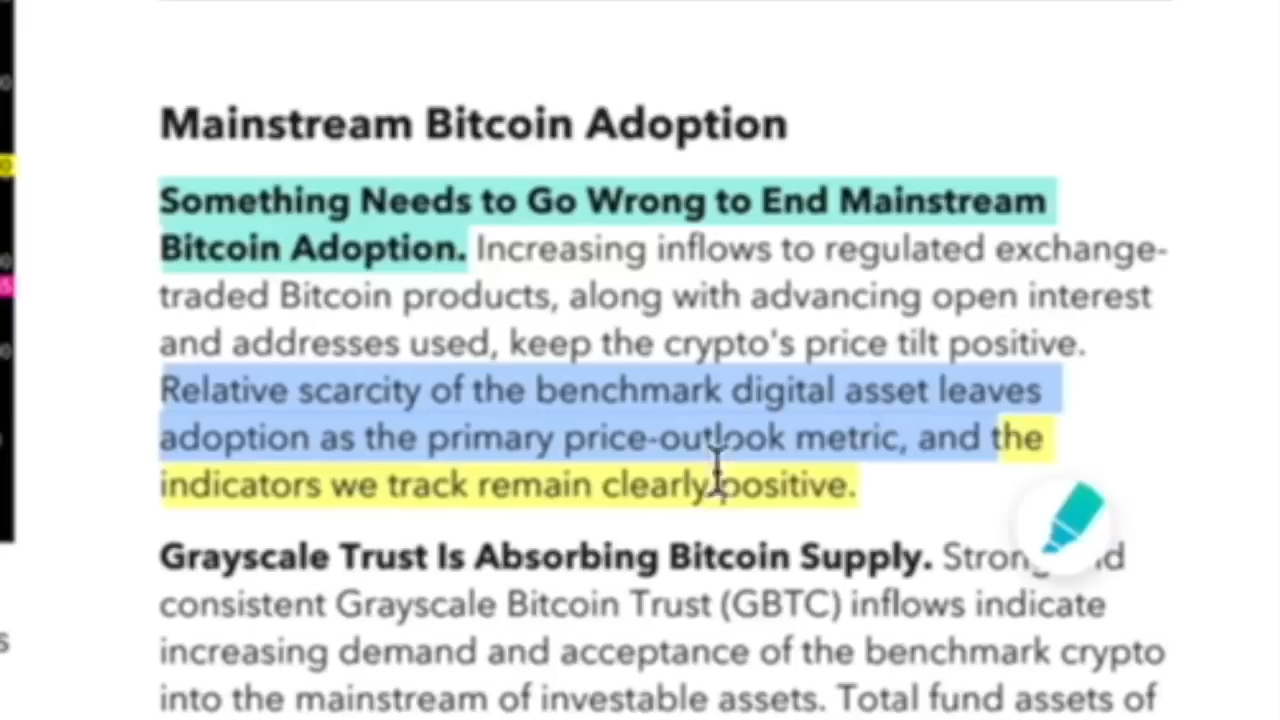 Mainstream Bitcoin Adoption
Something Needs to Go Wrong to End Mainstream
Bitcoin Adoption. Increasing inflows to regulated exchange-
traded Bitcoin products, along with advancing open interest
and addresses used, keep the crypto's price tilt positive.
Relative scarcity of the benchmark digital asset leaves
adoption as the primary price-outlook metric, and the
indicators we track remain clearly positive.
Grayscale Trust Is Absorbing Bitcoin Supply. Strong and
consistent Grayscale Bitcoin Trust (GBTC) inflows indicate
increasing demand and acceptance of the benchmark crypto
into the mainstream of investable assets. Total fund assets of